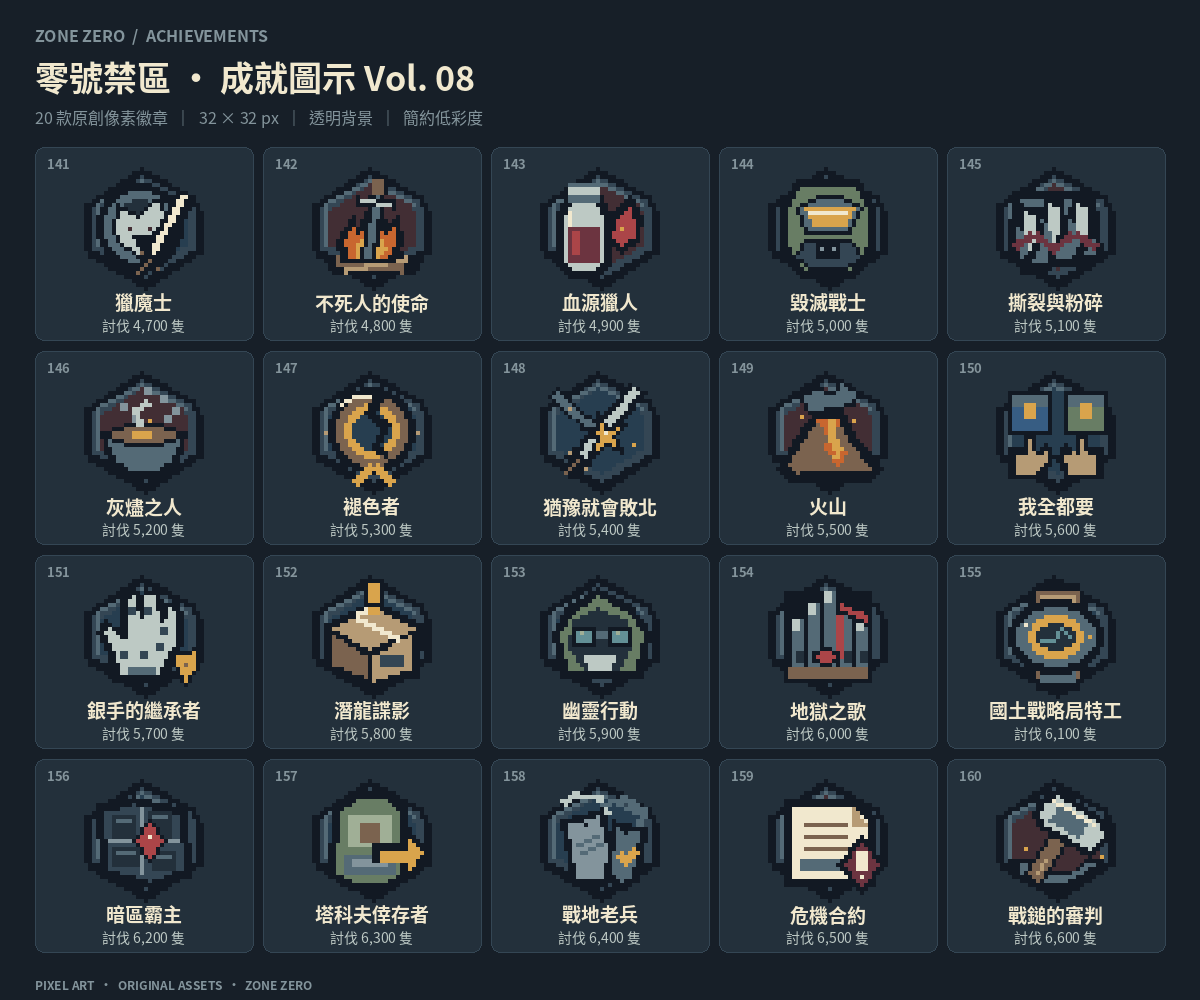 ZONE ZERO / ACHIEVEMENTS
零號禁區 · 成就圖示 Vol. 08
20 款原創像素徽章 | 32 × 32 px | 透明背景 | 簡約低彩度
141
獵魔士
討伐 4,700 隻
142
不死人的使命
討伐 4,800 隻
143
血源獵人
討伐 4,900 隻
144
毀滅戰士
討伐 5,000 隻
145
撕裂與粉碎
討伐 5,100 隻
146
灰燼之人
討伐 5,200 隻
147
褪色者
討伐 5,300 隻
148
猶豫就會敗北
討伐 5,400 隻
149
火山
討伐 5,500 隻
150
我全都要
討伐 5,600 隻
151
銀手的繼承者
討伐 5,700 隻
152
潛龍諜影
討伐 5,800 隻
153
幽靈行動
討伐 5,900 隻
154
地獄之歌
討伐 6,000 隻
155
國土戰略局特工
討伐 6,100 隻
156
暗區霸主
討伐 6,200 隻
157
塔科夫倖存者
討伐 6,300 隻
158
戰地老兵
討伐 6,400 隻
159
危機合約
討伐 6,500 隻
160
戰鎚的審判
討伐 6,600 隻
PIXEL ART · ORIGINAL ASSETS · ZONE ZERO